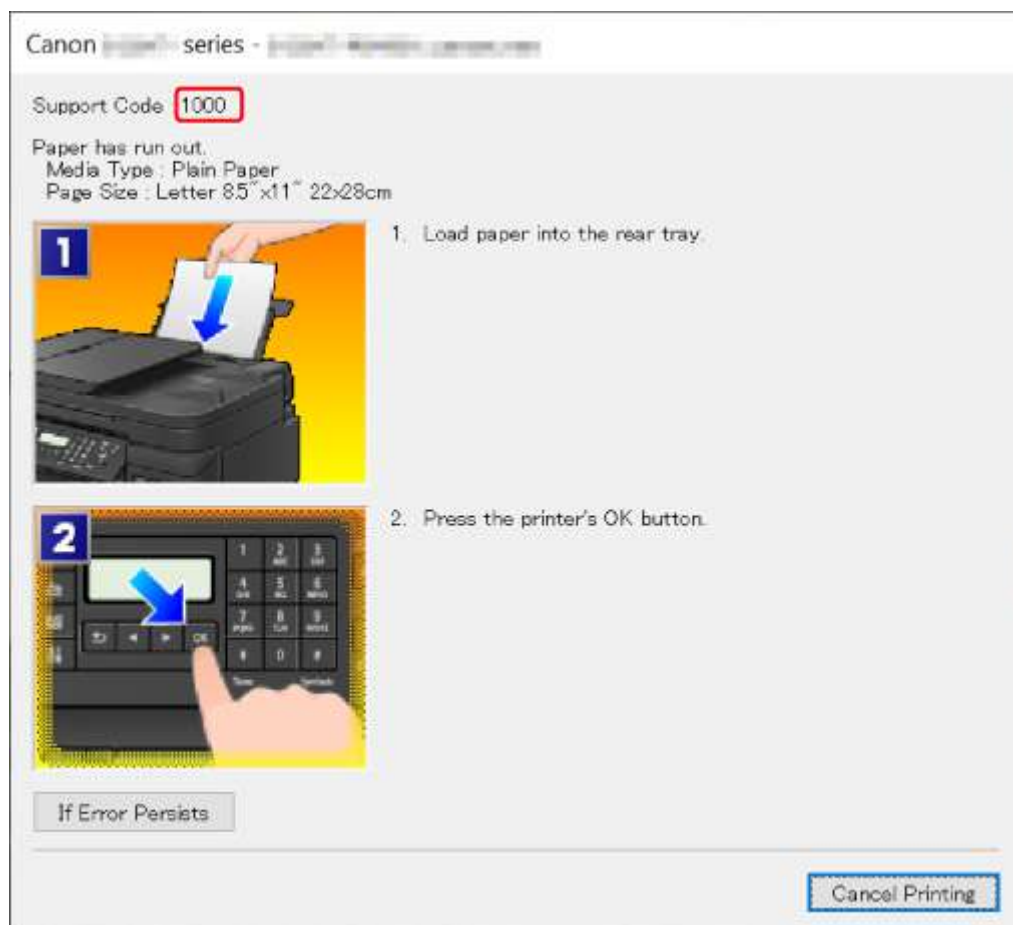 Canon series -
Support Code 1000
Paper has run out.
Media Type : Plain Paper
Page Size : Letter 8.5"x11" 22x28cm
1
1. Load paper into the rear tray.
2
2. Press the printer's OK button.
1 2 3
4 5 6
7 8 9
OK
0 #
If Error Persists
Cancel Printing